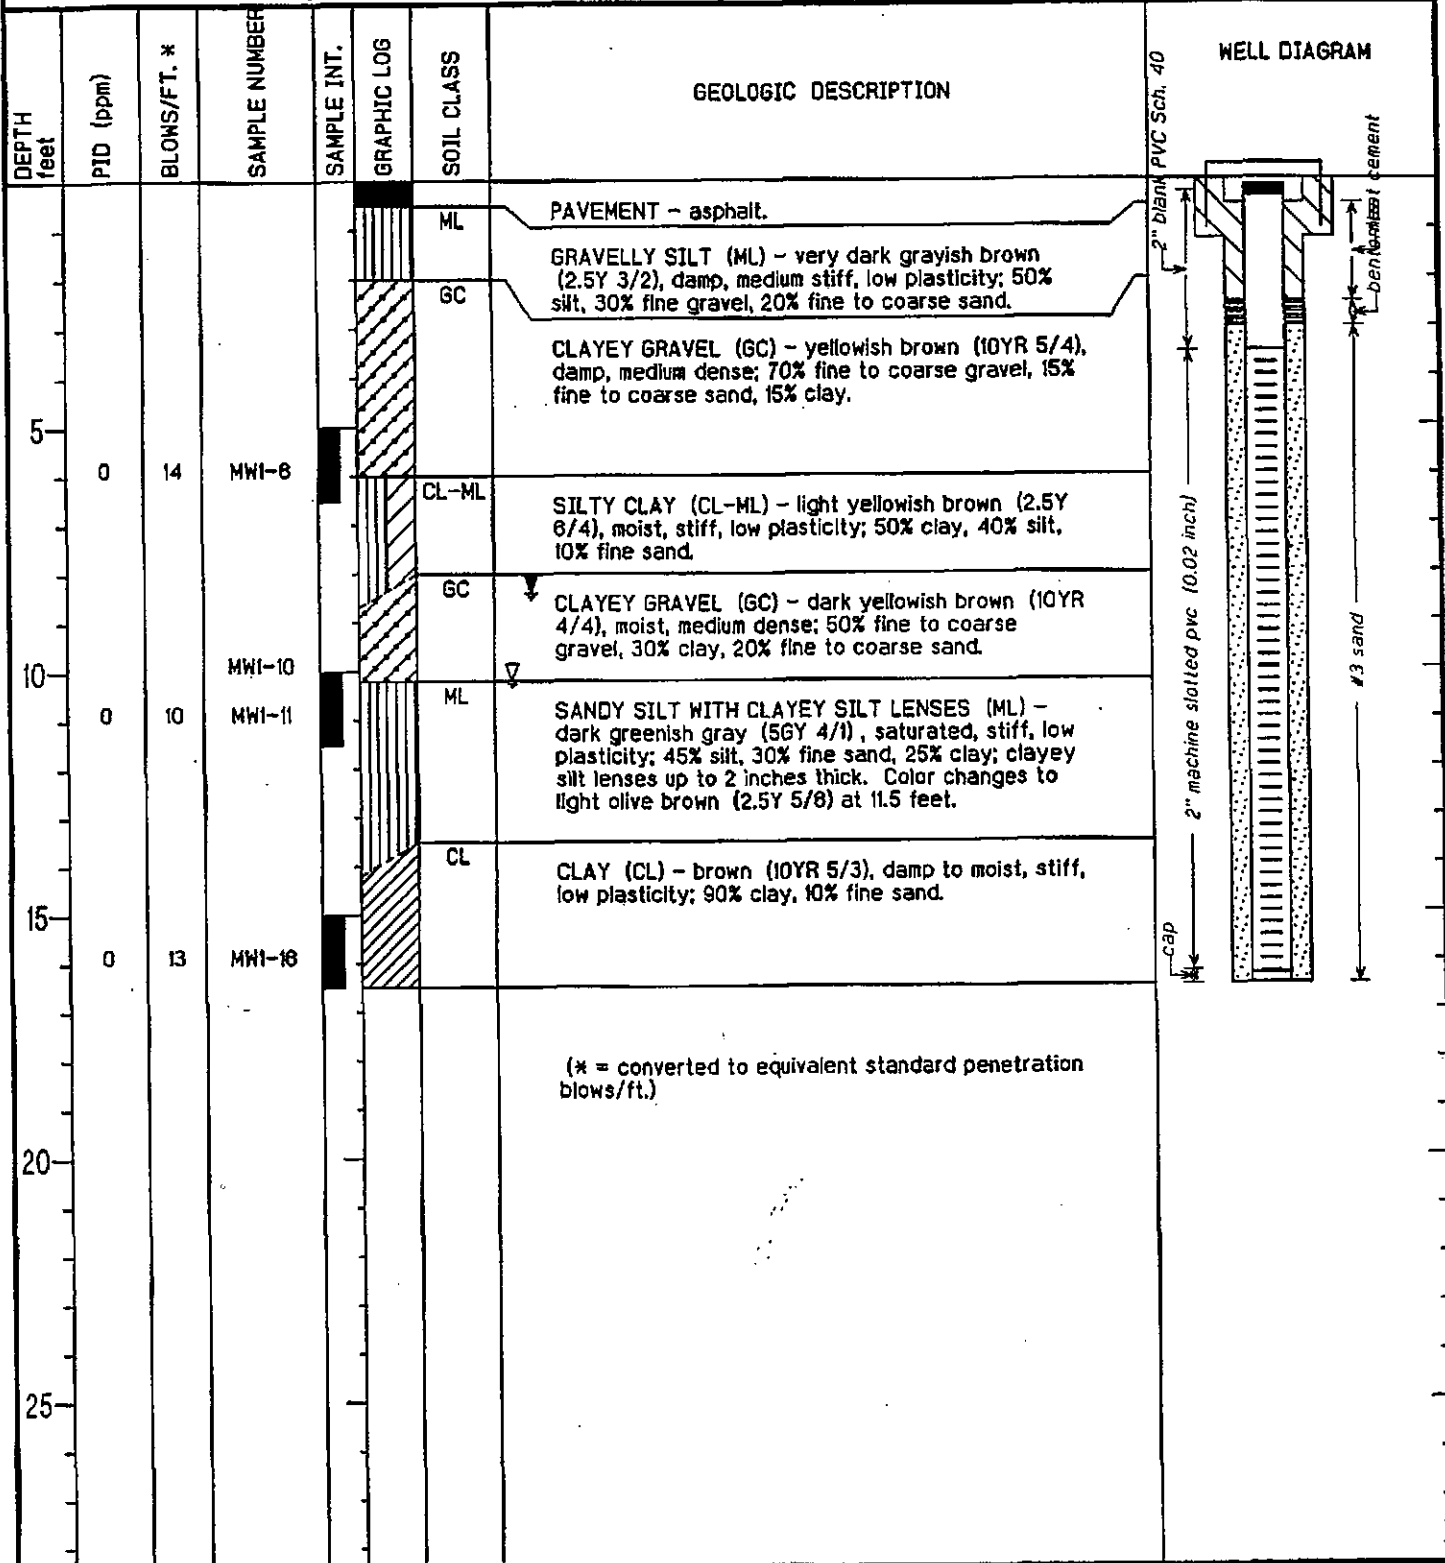 DEPTH
feet
PID (ppm)
BLOWS/FT. *
SAMPLE NUMBER
SAMPLE INT.
GRAPHIC LOG
SOIL CLASS
GEOLOGIC DESCRIPTION
WELL DIAGRAM
2" blank PVC Sch. 40
cement
ML
PAVEMENT - asphalt.
GRAVELLY SILT (ML) - very dark grayish brown
(2.5Y 3/2), damp, medium stiff, low plasticity; 50%
silt, 30% fine gravel, 20% fine to coarse sand.
GC
CLAYEY GRAVEL (GC) - yellowish brown (10YR 5/4),
damp, medium dense; 70% fine to coarse gravel, 15%
fine to coarse sand, 15% clay.
5
0 14 MW1-6
CL-ML
SILTY CLAY (CL-ML) - light yellowish brown (2.5Y
6/4), moist, stiff, low plasticity; 50% clay, 40% silt,
10% fine sand.
GC
CLAYEY GRAVEL (GC) - dark yellowish brown (10YR
4/4), moist, medium dense; 50% fine to coarse
gravel, 30% clay, 20% fine to coarse sand.
2" machine slotted pvc (0.02 inch)
#3 sand
10
MW1-10
0 10 MW1-11
ML
SANDY SILT WITH CLAYEY SILT LENSES (ML) -
dark greenish gray (5GY 4/1), saturated, stiff, low
plasticity; 45% silt, 30% fine sand, 25% clay; clayey
silt lenses up to 2 inches thick. Color changes to
light olive brown (2.5Y 5/6) at 11.5 feet.
CL
CLAY (CL) - brown (10YR 5/3), damp to moist, stiff,
low plasticity; 90% clay, 10% fine sand.
15
0 13 MW1-16
cap
(* = converted to equivalent standard penetration
blows/ft.)
20
25